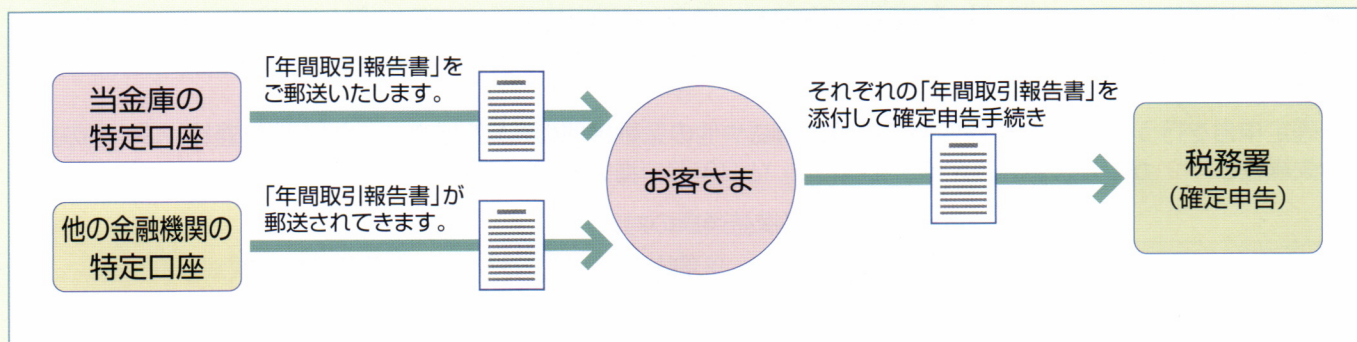 当金庫の
特定口座
「年間取引報告書」を
ご郵送いたします。
他の金融機関の
特定口座
「年間取引報告書」が
郵送されてきます。
お客さま
それぞれの「年間取引報告書」を
添付して確定申告手続き
税務署
（確定申告）